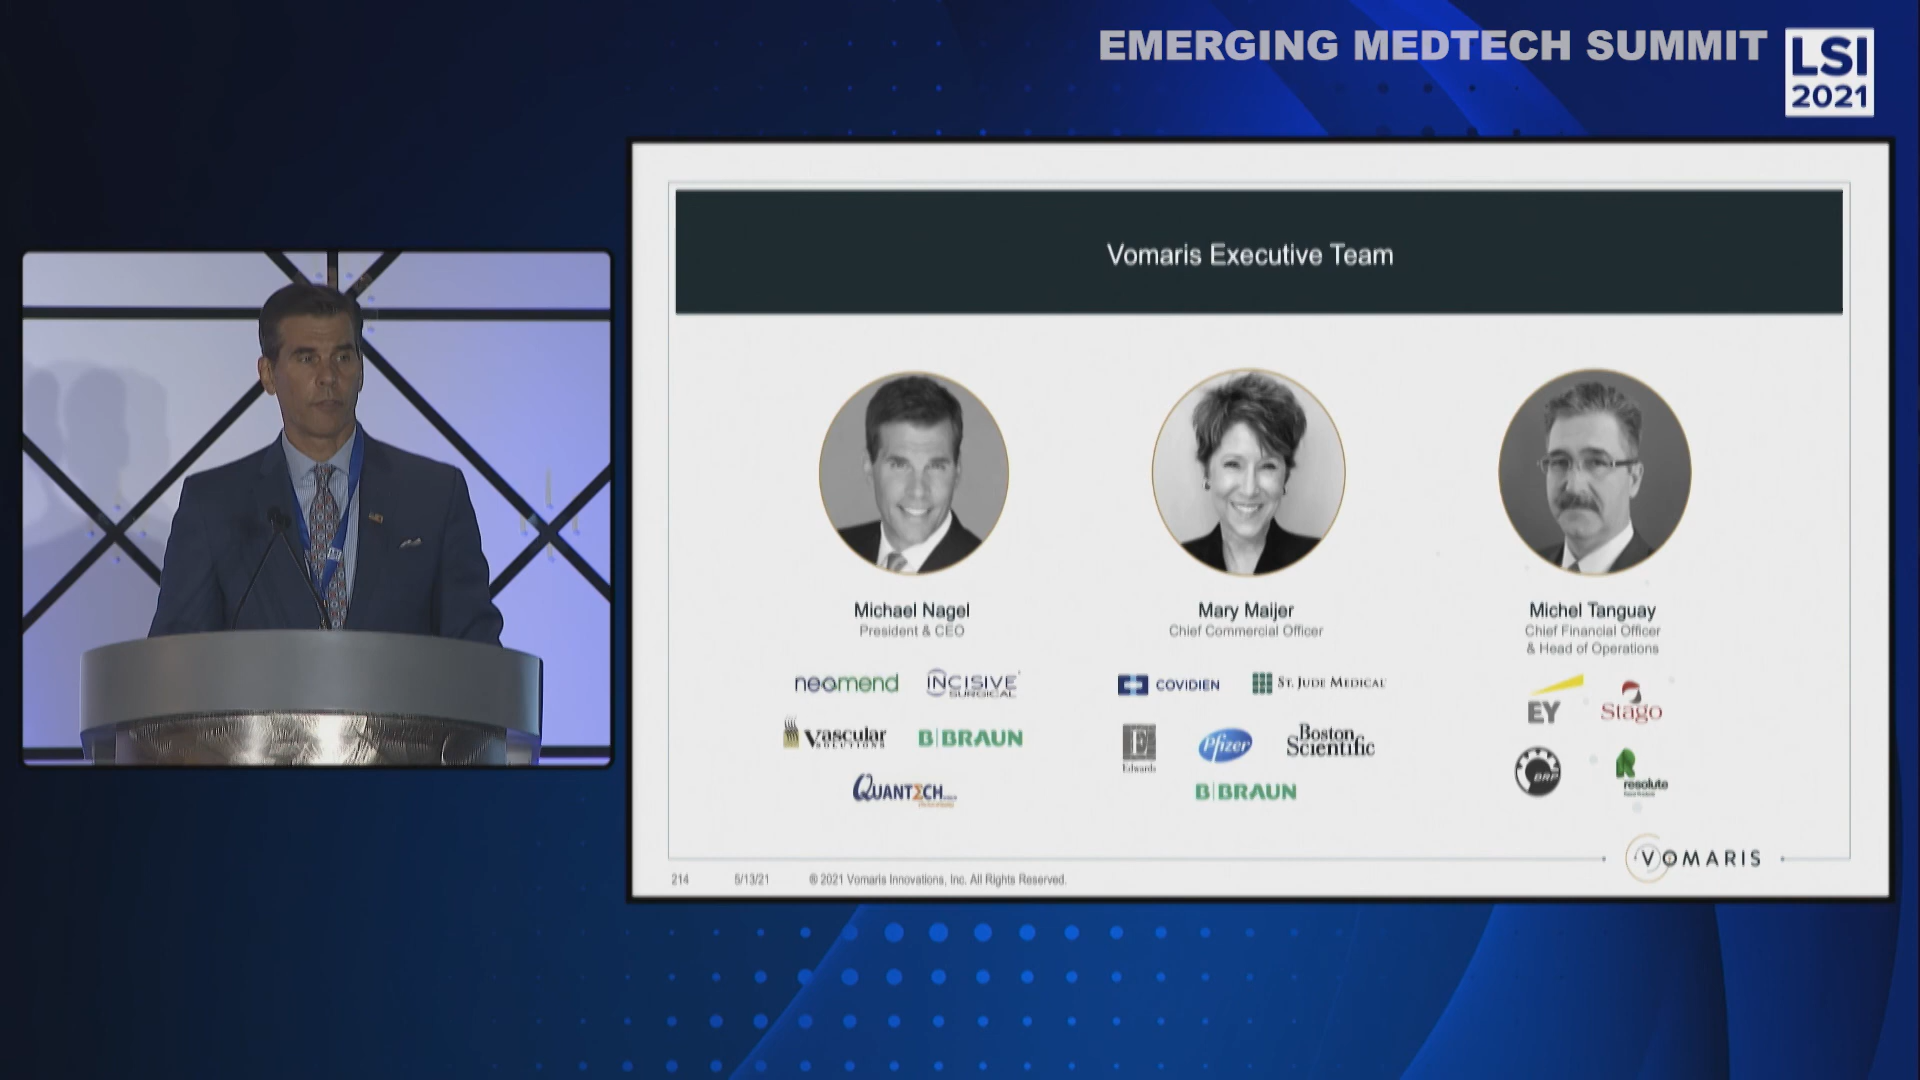 EMERGING MEDTECH SUMMIT
LSI
2021
Vomaris Executive Team
Michael Nagel
President & CEO
Mary Maijer
Chief Commercial Officer
Michel Tanguay
Chief Financial Officer
& Head of Operations
neomend
INCISIVE
SURGICAL
vascular
SOLUTIONS
B|BRAUN
QUANTECH
COVIDIEN
ST. JUDE MEDICAL
E
Edwards
Pfizer
Boston
Scientific
B|BRAUN
EY
Stago
BRP
resolute
Forest Products
VOMARIS
214
5/13/21
© 2021 Vomaris Innovations, Inc. All Rights Reserved.
LSI